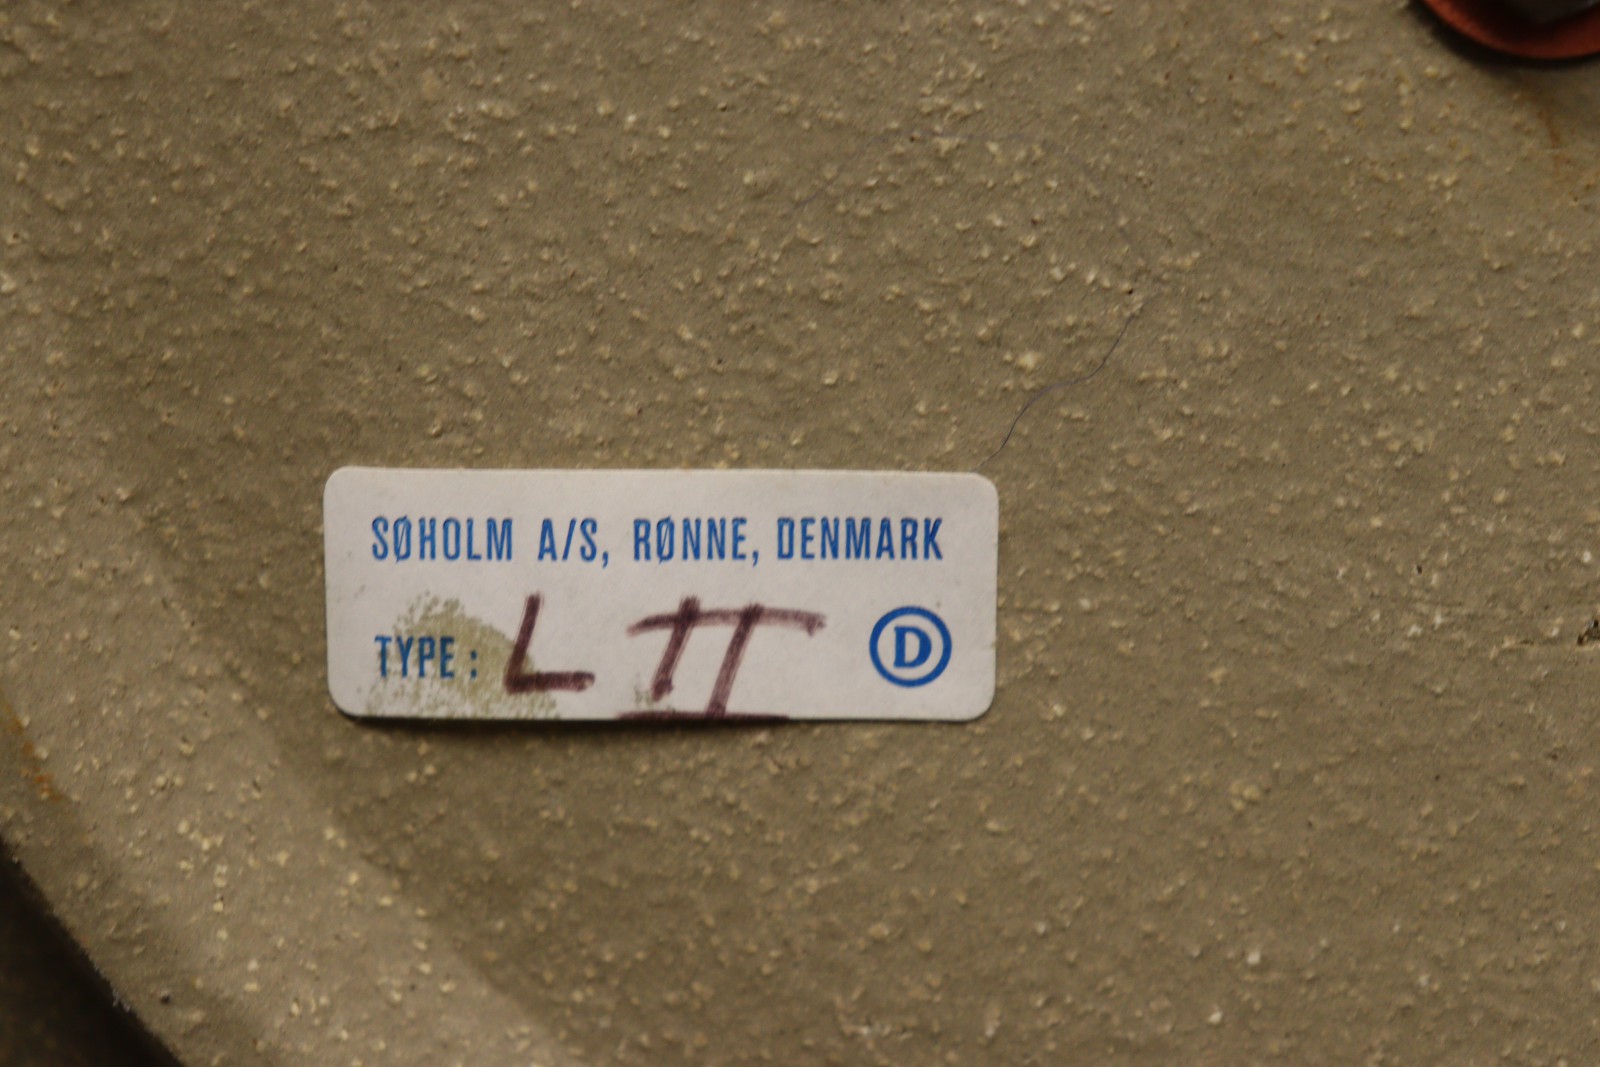 SØHOLM A/S, RØNNE, DENMARK
TYPE: L II D